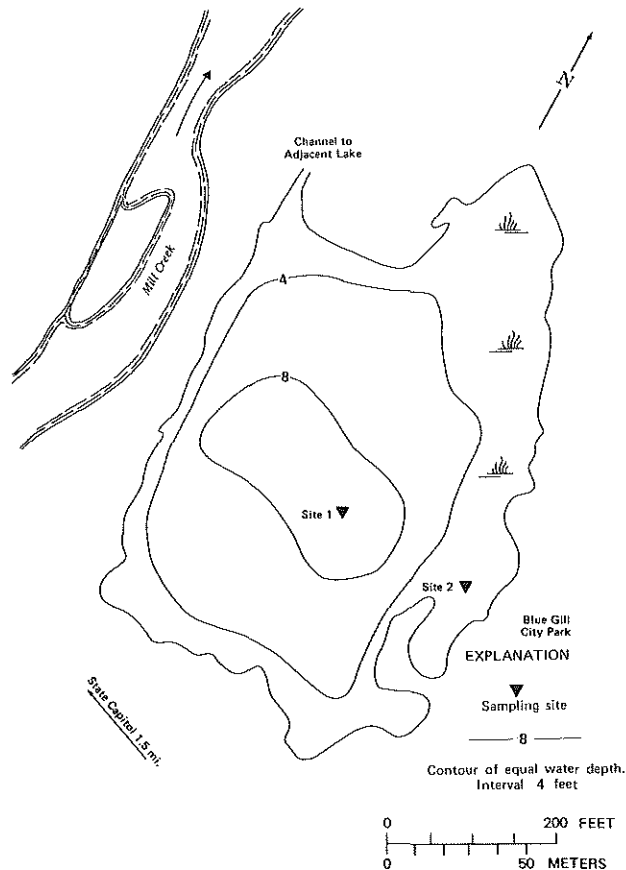 N
Channel to
Adjacent Lake
Mill Creek
4
8
Site 1
Site 2
Blue Gill
City Park
EXPLANATION
Sampling site
8
Contour of equal water depth.
Interval 4 feet
State Capitol 1.5 mi.
0 200 FEET
0 50 METERS